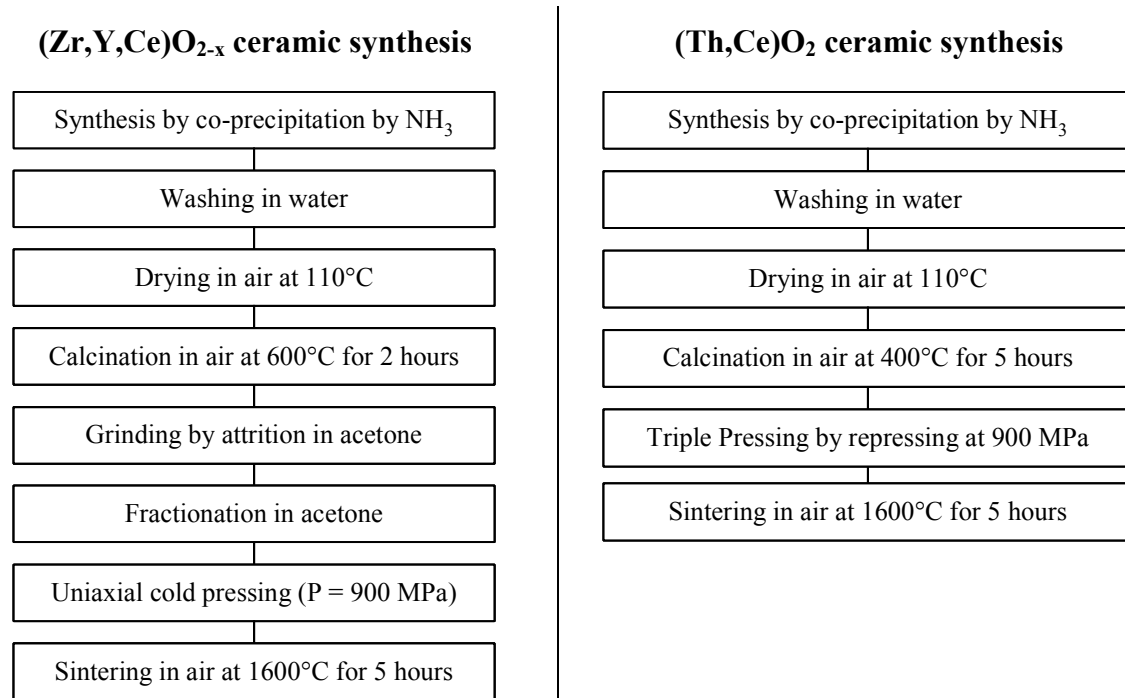 (Zr,Y,Ce)O2-x ceramic synthesis
Synthesis by co-precipitation by NH3
Washing in water
Drying in air at 110°C
Calcination in air at 600°C for 2 hours
Grinding by attrition in acetone
Fractionation in acetone
Uniaxial cold pressing (P = 900 MPa)
Sintering in air at 1600°C for 5 hours
(Th,Ce)O2 ceramic synthesis
Synthesis by co-precipitation by NH3
Washing in water
Drying in air at 110°C
Calcination in air at 400°C for 5 hours
Triple Pressing by repressing at 900 MPa
Sintering in air at 1600°C for 5 hours